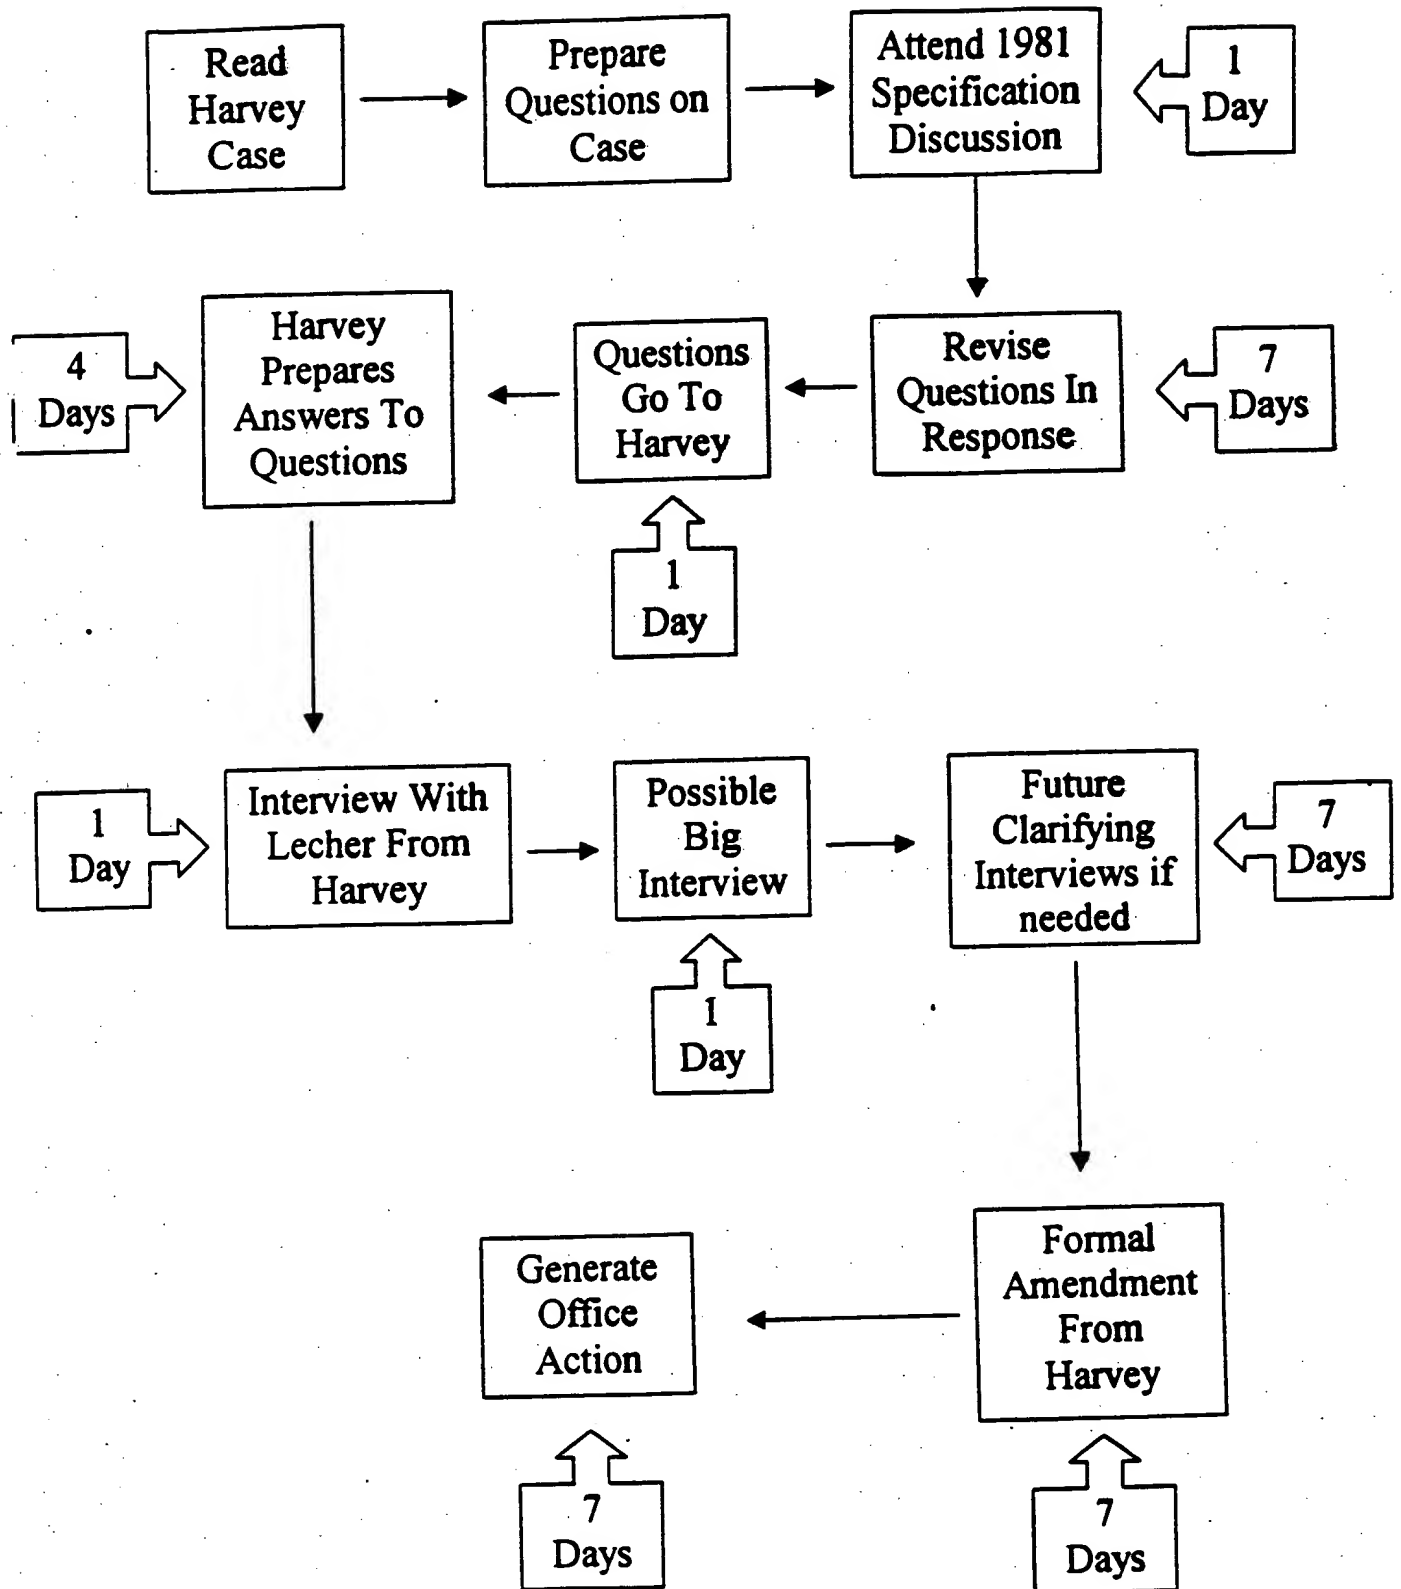 Read
Harvey
Case
Prepare
Questions on
Case
Attend 1981
Specification
Discussion
1
Day
4
Days
Harvey
Prepares
Answers To
Questions
Questions
Go To
Harvey
Revise
Questions In
Response
7
Days
1
Day
1
Day
Interview With
Lecher From
Harvey
Possible
Big
Interview
Future
Clarifying
Interviews if
needed
7
Days
1
Day
Generate
Office
Action
Formal
Amendment
From
Harvey
7
Days
7
Days